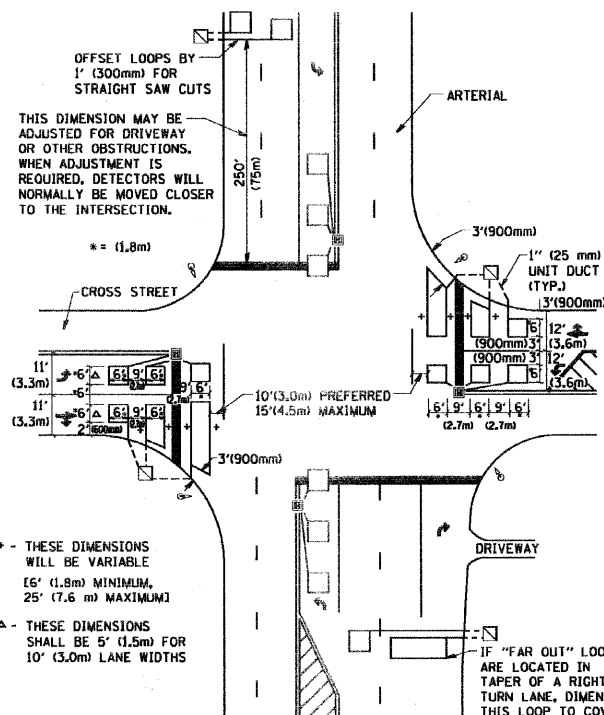 OFFSET LOOPS BY
1' (300mm) FOR
STRAIGHT SAW CUTS
THIS DIMENSION MAY BE
ADJUSTED FOR DRIVEWAY
OR OTHER OBSTRUCTIONS.
WHEN ADJUSTMENT IS
REQUIRED, DETECTORS WILL
NORMALLY BE MOVED CLOSER
TO THE INTERSECTION.
* = (1.8m)
250'
(75m)
ARTERIAL
3'(900mm)
1" (25 mm)
UNIT DUCT
(TYP.)
3'(900mm)
CROSS STREET
6'
12'
(3.6m)
(900mm) 3'
(900mm) 3'
12'
(3.6m)
6'
6' 9' 6' 9' 6'
(2.7m) (2.7m)
11'
(3.3m)
*6' Δ 6' 9' 6'
*6'
9' 6'
(2.7m)
11'
(3.3m)
*6' Δ 6' 9' 6'
2' (600mm)
10'(3.0m) PREFERRED
15'(4.5m) MAXIMUM
3'(900mm)
+ - THESE DIMENSIONS
WILL BE VARIABLE
[6' (1.8m) MINIMUM,
25' (7.6 m) MAXIMUM]
Δ - THESE DIMENSIONS
SHALL BE 5' (1.5m) FOR
10' (3.0m) LANE WIDTHS
DRIVEWAY
IF "FAR OUT" LOO
ARE LOCATED IN
TAPER OF A RIGHT
TURN LANE, DIMEN
THIS LOOP TO COV